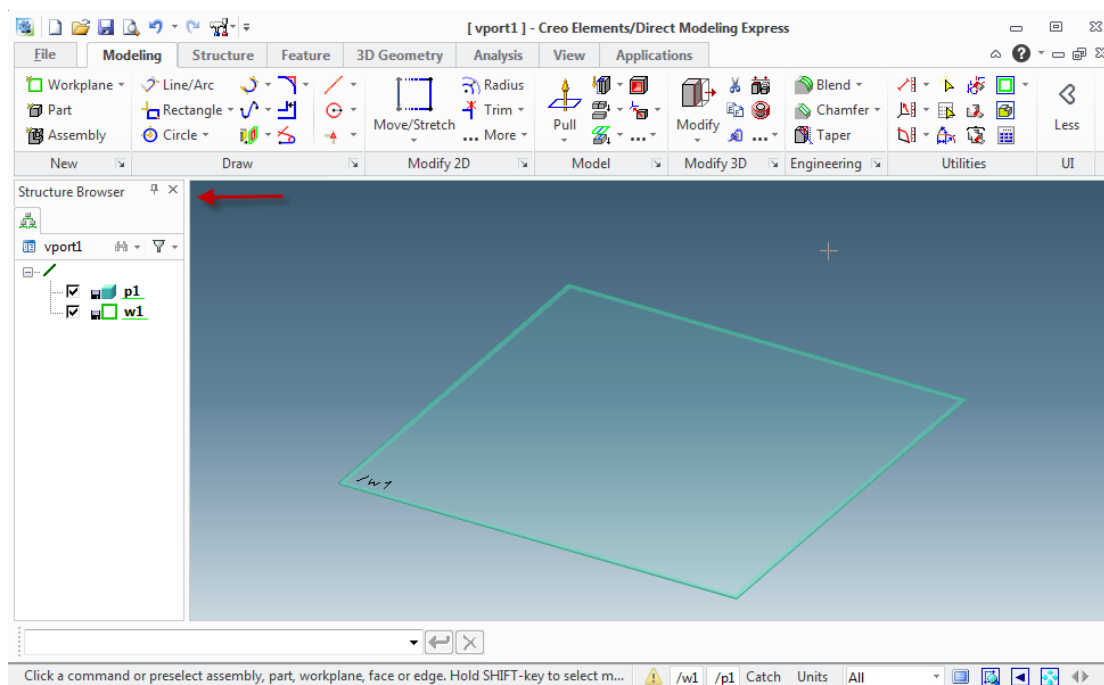 [ vport1 ] - Creo Elements/Direct Modeling Express
File Modeling Structure Feature 3D Geometry Analysis View Applications
Workplane Line/Arc Radius Blend
Part Rectangle Trim Chamfer
Assembly Circle Move/Stretch ... More Pull ... Modify ... Taper Less
New Draw Modify 2D Model Modify 3D Engineering Utilities UI
Structure Browser
vport1
p1
w1
/w1
Click a command or preselect assembly, part, workplane, face or edge. Hold SHIFT-key to select m... /w1 /p1 Catch Units All